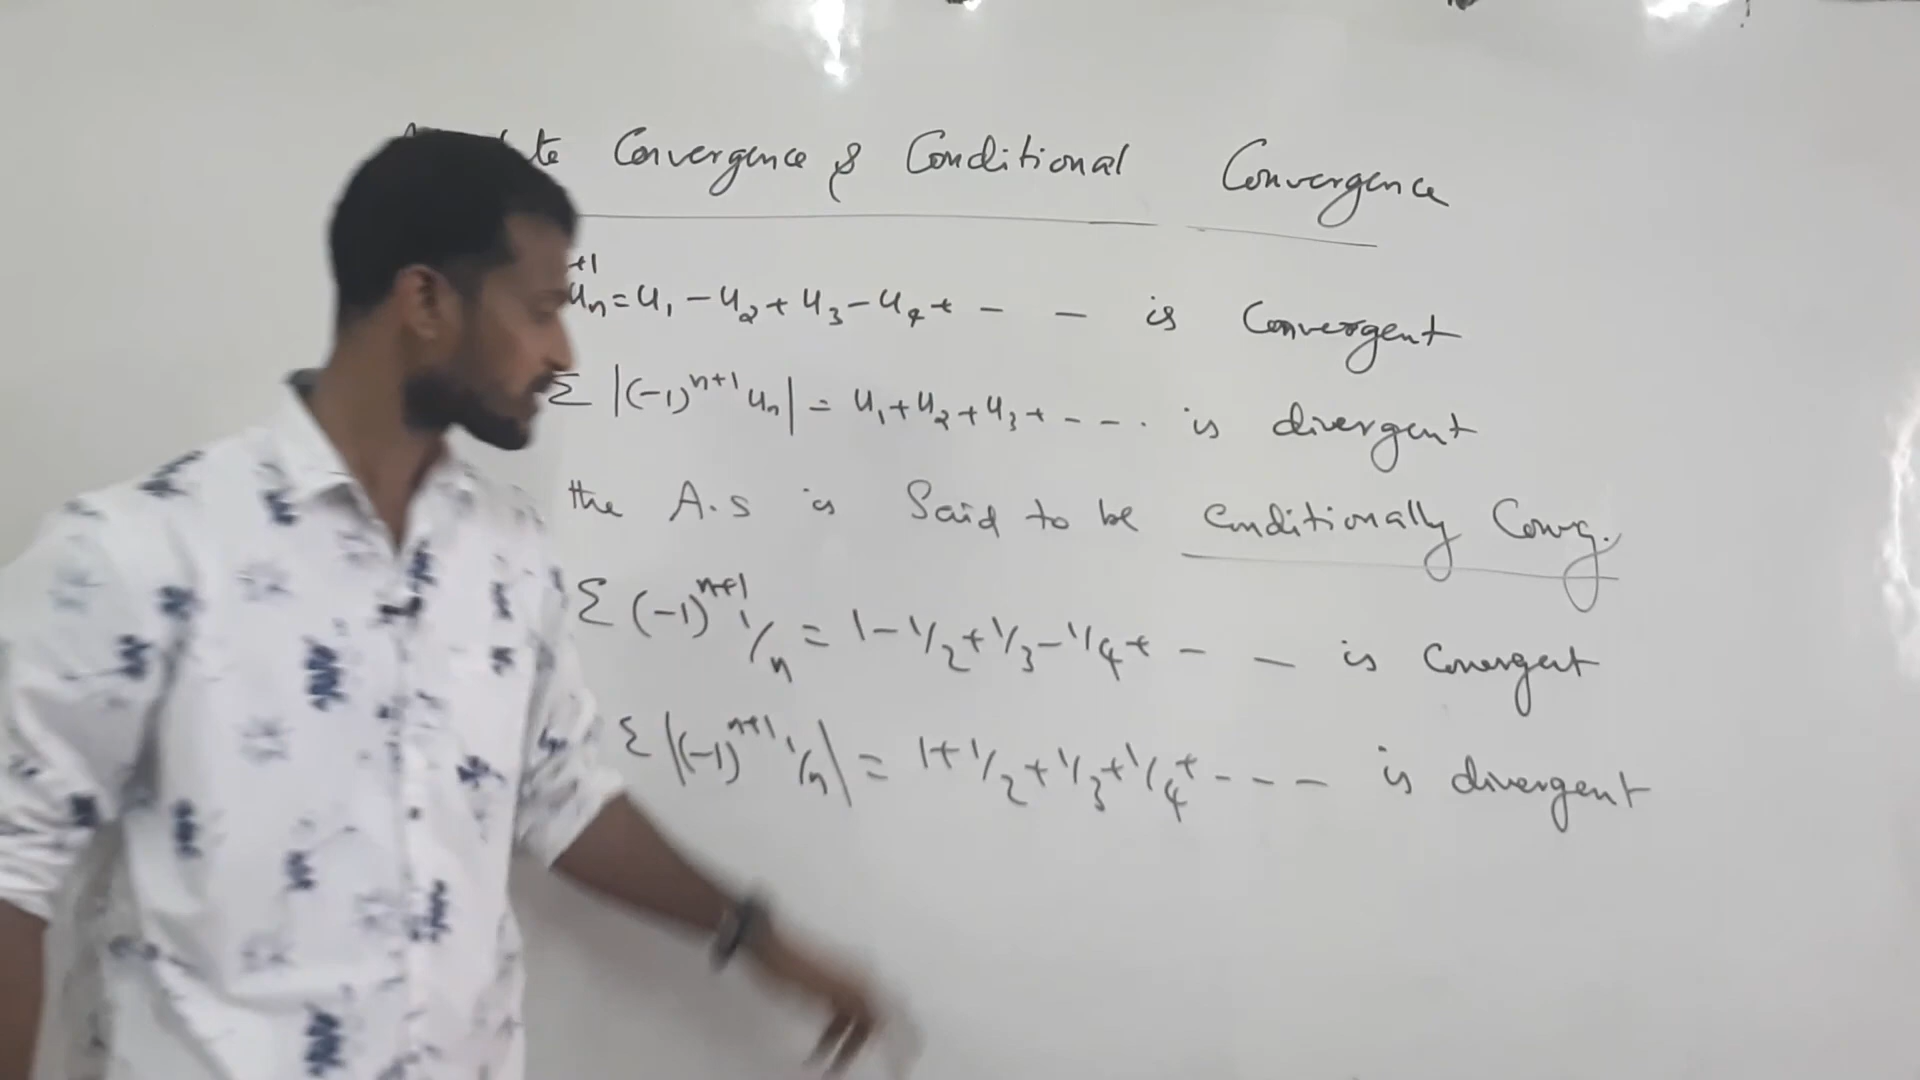 Convergence & Conditional Convergence
+1 uₙ = u₁ - u₂ + u₃ - u₄ + - - is Convergent
Σ |(-1)ⁿ⁺¹ uₙ| = u₁ + u₂ + u₃ + - - - is divergent
the A.S is Said to be Conditionally Convg.
Σ (-1)ⁿ⁺¹ 1/n = 1 - 1/2 + 1/3 - 1/4 + - - is Convergent
Σ |(-1)ⁿ⁺¹ 1/n| = 1 + 1/2 + 1/3 + 1/4 + - - - is divergent